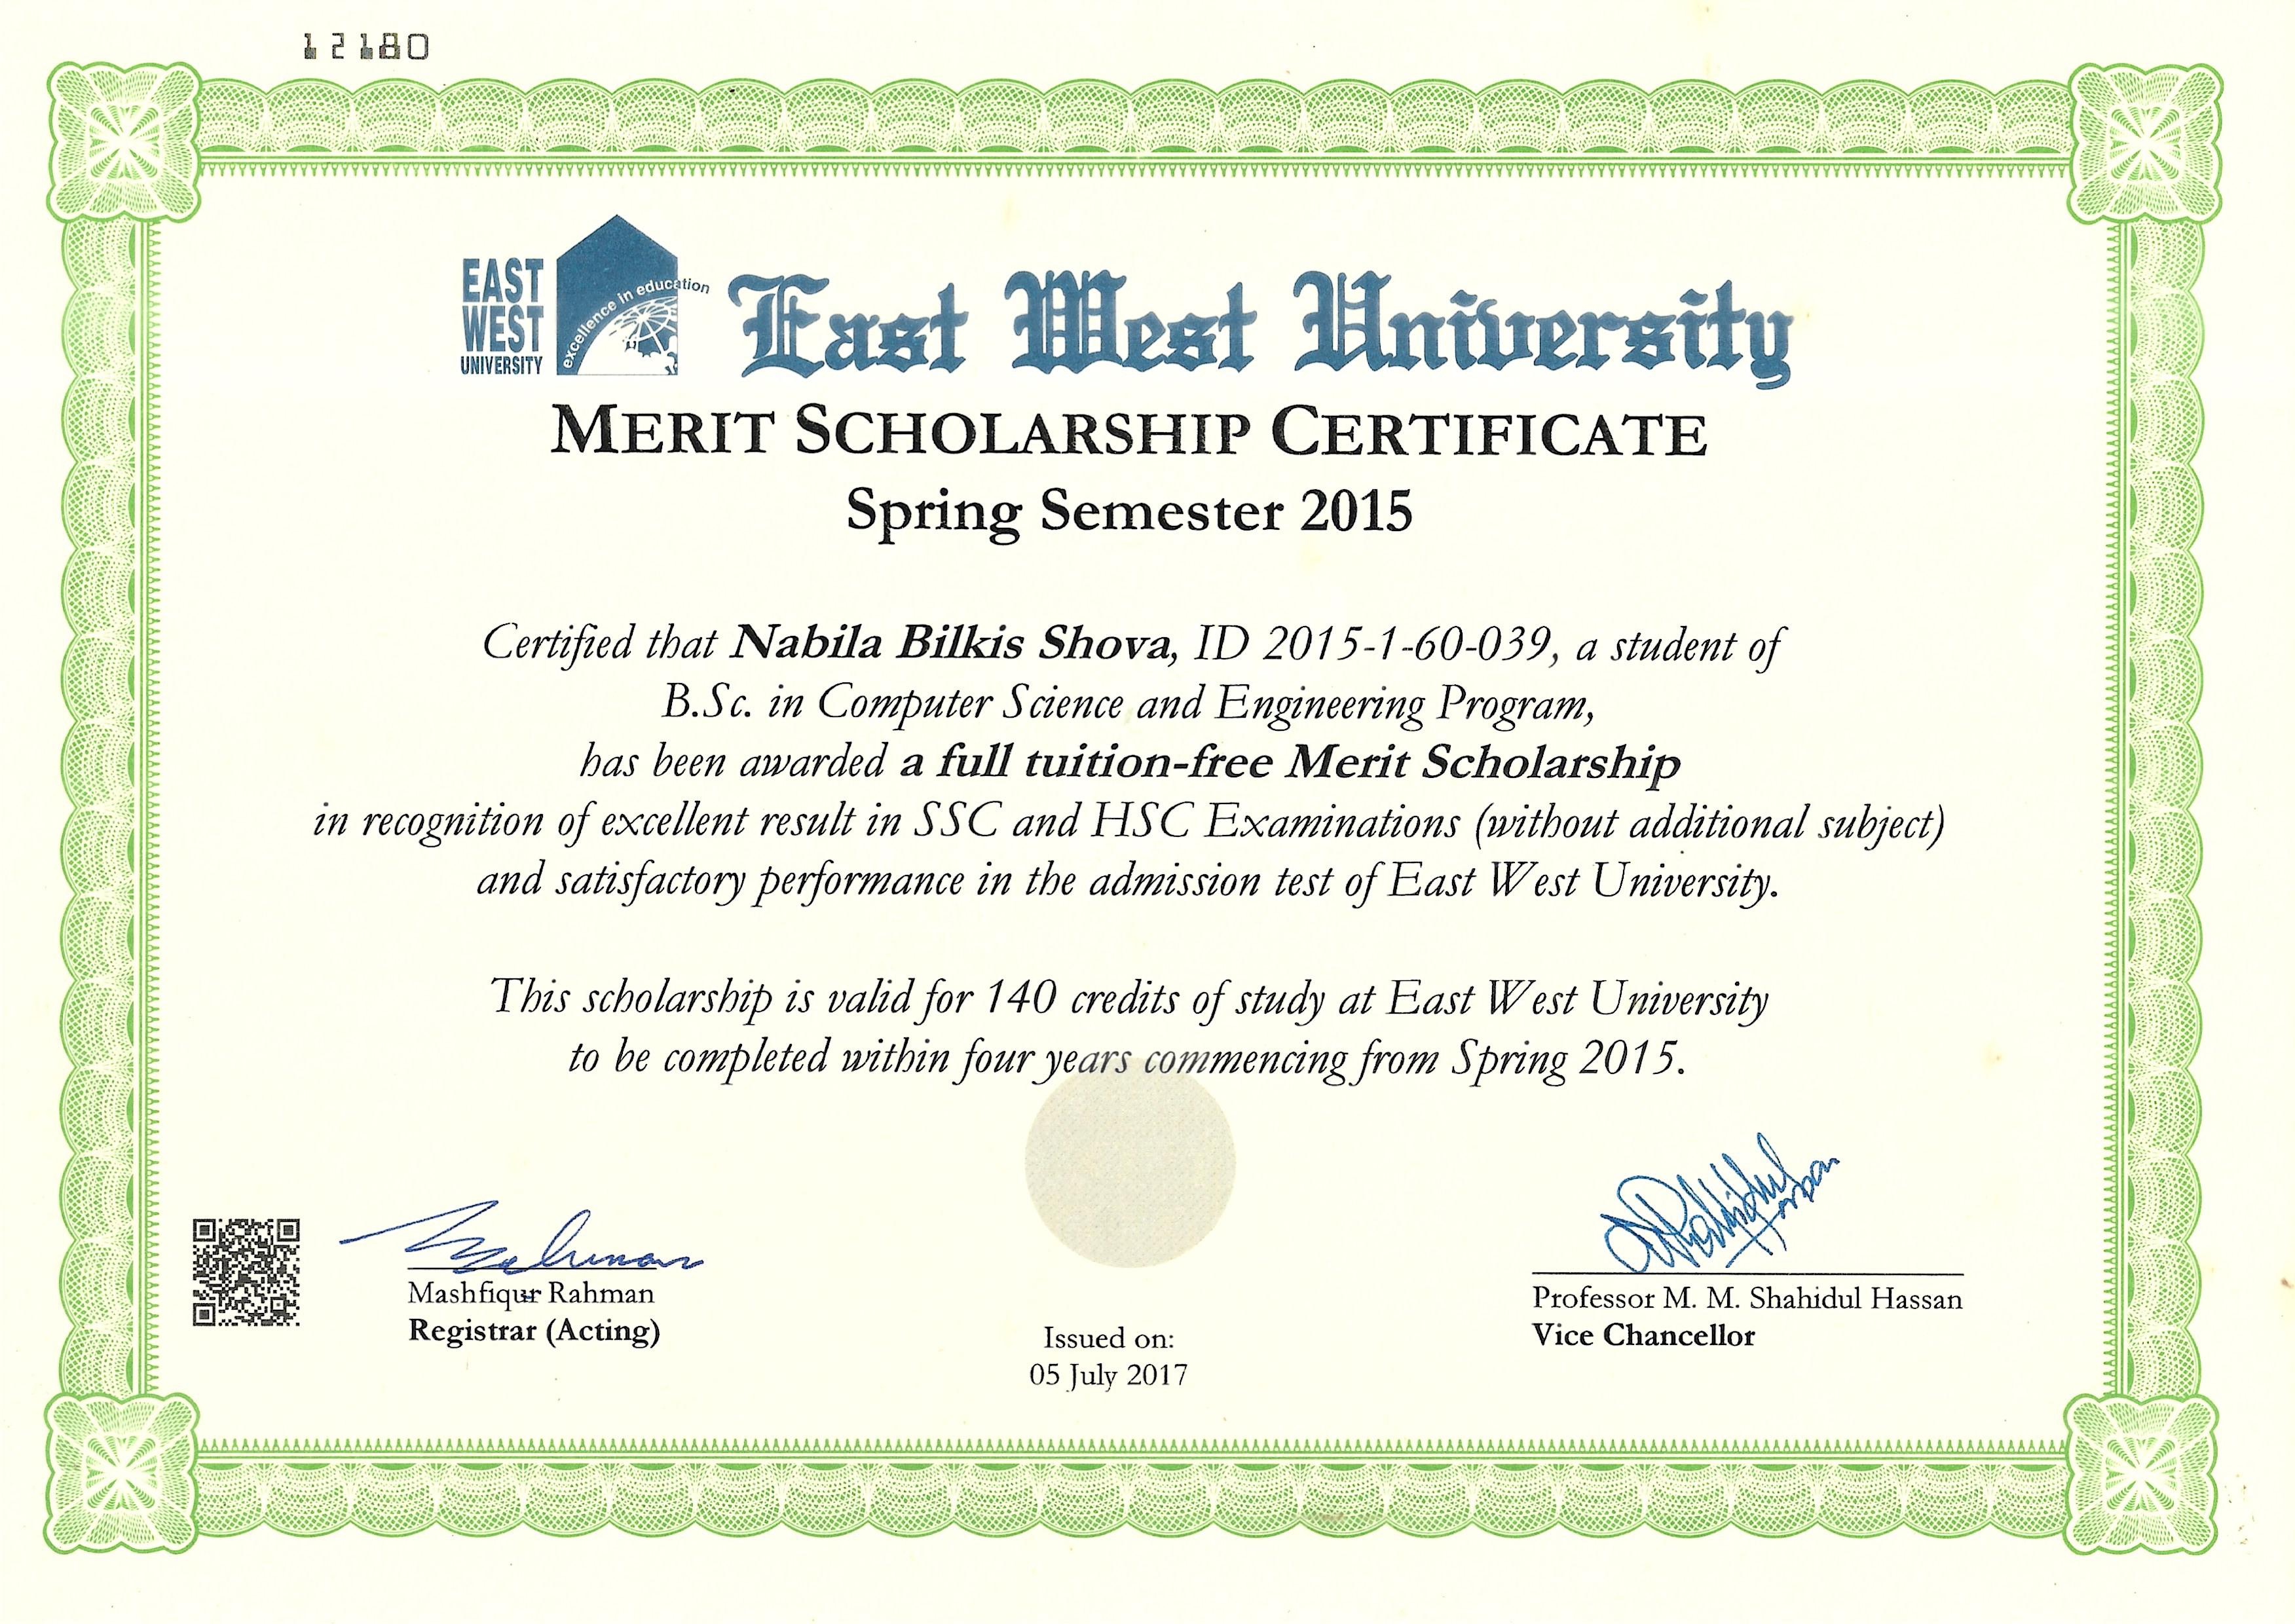 12180
EAST
WEST
UNIVERSITY
excellence in education
East West University
MERIT SCHOLARSHIP CERTIFICATE
Spring Semester 2015
Certified that Nabila Bilkis Shova, ID 2015-1-60-039, a student of
B.Sc. in Computer Science and Engineering Program,
has been awarded a full tuition-free Merit Scholarship
in recognition of excellent result in SSC and HSC Examinations (without additional subject)
and satisfactory performance in the admission test of East West University.
This scholarship is valid for 140 credits of study at East West University
to be completed within four years commencing from Spring 2015.
Mashfiqur Rahman
Registrar (Acting)
Issued on:
05 July 2017
Professor M. M. Shahidul Hassan
Vice Chancellor